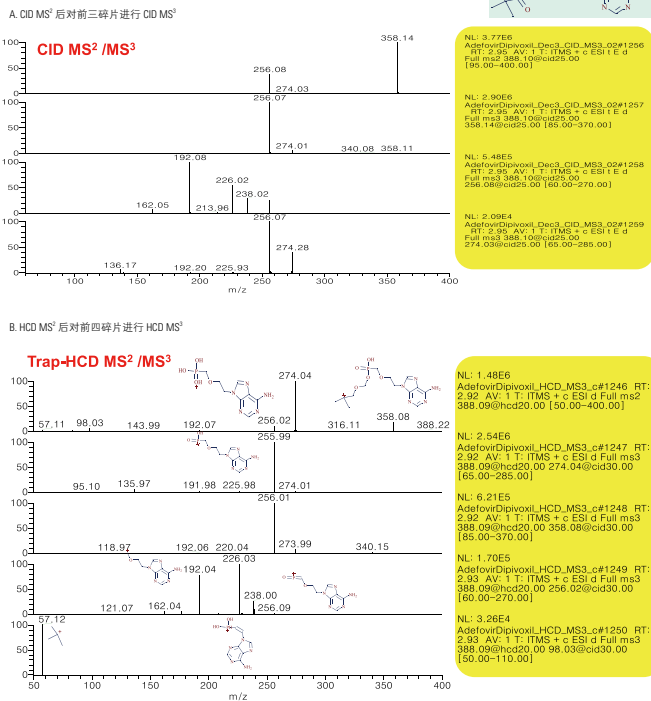 A. CID MS² 后对前三碎片进行 CID MS³
CID MS² /MS³
358.14
256.08
274.03
100
50
0
256.07
274.01
340.08
358.11
100
50
0
192.08
226.02
238.02
162.05
213.96
100
50
0
256.07
274.28
136.17
192.20
225.93
100
50
0
100
150
200
250
300
350
400
m/z
NL: 3.77E6
AdefovirDipivoxil_Dec3_CID_MS3_02#1256
RT: 2.95 AV: 1 T: ITMS + c ESI t E d
Full ms2 388.10@cid25.00
[95.00-400.00]
NL: 2.90E6
AdefovirDipivoxil_Dec3_CID_MS3_02#1257
RT: 2.95 AV: 1 T: ITMS + c ESI t E d
Full ms3 388.10@cid25.00
358.14@cid25.00 [85.00-370.00]
NL: 5.48E5
AdefovirDipivoxil_Dec3_CID_MS3_02#1258
RT: 2.95 AV: 1 T: ITMS + c ESI t E d
Full ms3 388.10@cid25.00
256.08@cid25.00 [60.00-270.00]
NL: 2.09E4
AdefovirDipivoxil_Dec3_CID_MS3_02#1259
RT: 2.95 AV: 1 T: ITMS + c ESI t E d
Full ms3 388.10@cid25.00
274.03@cid25.00 [65.00-285.00]
B. HCD MS² 后对前四碎片进行 HCD MS³
Trap-HCD MS² /MS³
274.04
57.11
98.03
143.99
192.07
256.02
316.11
358.08
388.22
100
50
0
255.99
95.10
135.97
191.98
225.98
274.01
100
50
0
256.01
118.97
192.06
220.04
273.99
340.15
100
50
0
226.03
192.04
238.00
121.07
162.04
256.09
100
50
0
57.12
100
50
0
50
100
150
200
250
300
350
400
m/z
NL: 1.48E6
AdefovirDipivoxil_HCD_MS3_c#1246 RT:
2.92 AV: 1 T: ITMS + c ESI d Full ms2
388.09@hcd20.00 [50.00-400.00]
NL: 2.54E6
AdefovirDipivoxil_HCD_MS3_c#1247 RT:
2.92 AV: 1 T: ITMS + c ESI d Full ms3
388.09@hcd20.00 274.04@cid30.00
[65.00-285.00]
NL: 6.21E5
AdefovirDipivoxil_HCD_MS3_c#1248 RT:
2.92 AV: 1 T: ITMS + c ESI d Full ms3
388.09@hcd20.00 358.08@cid30.00
[85.00-370.00]
NL: 1.70E5
AdefovirDipivoxil_HCD_MS3_c#1249 RT:
2.93 AV: 1 T: ITMS + c ESI d Full ms3
388.09@hcd20.00 256.02@cid30.00
[60.00-270.00]
NL: 3.26E4
AdefovirDipivoxil_HCD_MS3_c#1250 RT:
2.93 AV: 1 T: ITMS + c ESI d Full ms3
388.09@hcd20.00 98.03@cid30.00
[50.00-110.00]